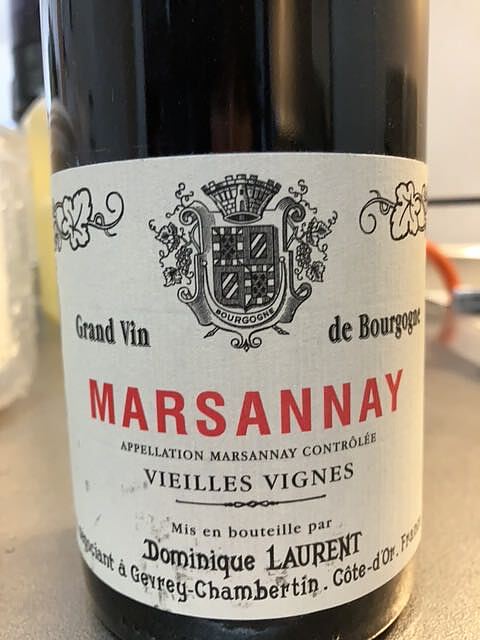 BOURGOGNE
Grand Vin de Bourgogne
MARSANNAY
APPELLATION MARSANNAY CONTRÔLÉE
VIEILLES VIGNES
Mis en bouteille par
Dominique LAURENT
à Gevrey-Chambertin. Côte-d'Or.